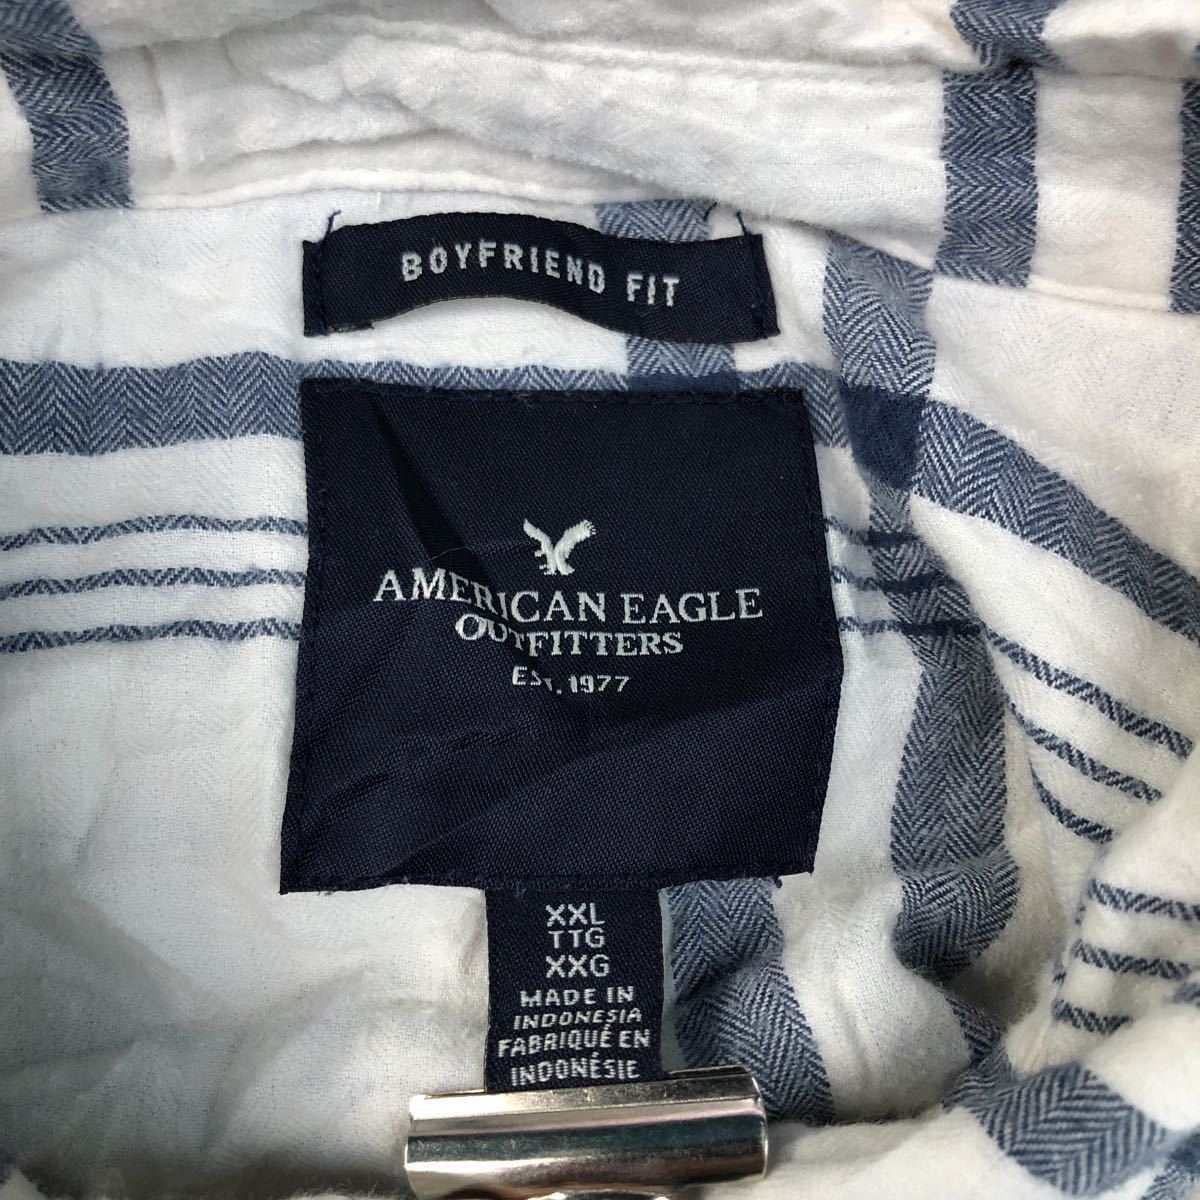 BOYFRIEND FIT
AMERICAN EAGLE
OUTFITTERS
EST. 1977
XXL
TTG
XXG
MADE IN
INDONESIA
FABRIQUÉ EN
INDONÉSIE